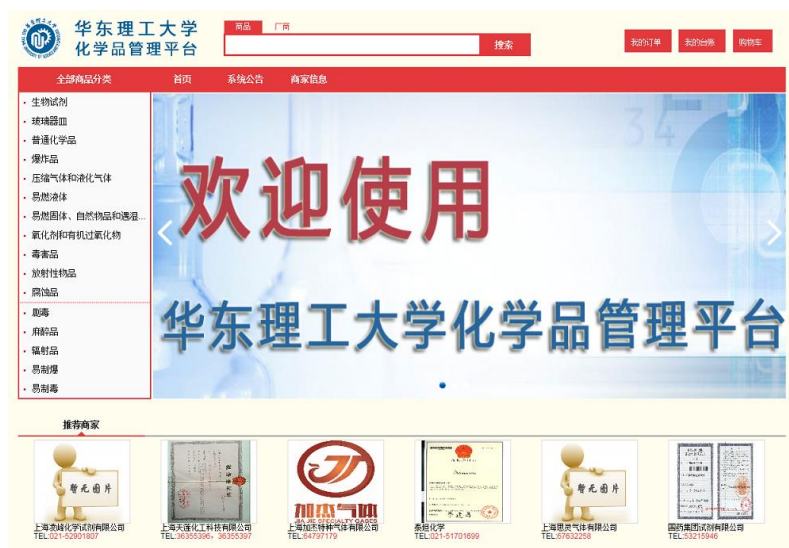 华东理工大学
化学品管理平台
商品
厂商
搜索
我的订单
我的台账
购物车
全部商品分类
首页
系统公告
商家信息
· 生物试剂
· 玻璃器皿
· 普通化学品
· 爆炸品
· 压缩气体和液化气体
· 易燃液体
· 易燃固体、自然物品和遇湿...
· 氧化剂和有机过氧化物
· 毒害品
· 放射性物品
· 腐蚀品
· 剧毒
· 麻醉品
· 辐射品
· 易制爆
· 易制毒
34
欢迎使用
华东理工大学化学品管理平台
推荐商家
暂无图片
上海凌峰化学试剂有限公司
TEL:021-52901807
上海天莲化工科技有限公司
TEL:36355396、36355397
加杰气体
JIA JIE SPECIALTY GASES
上海加杰特种气体有限公司
TEL:64797179
泰坦化学
TEL:021-51701699
暂无图片
上海思灵气体有限公司
TEL:67632258
国药集团试剂有限公司
TEL:53215946